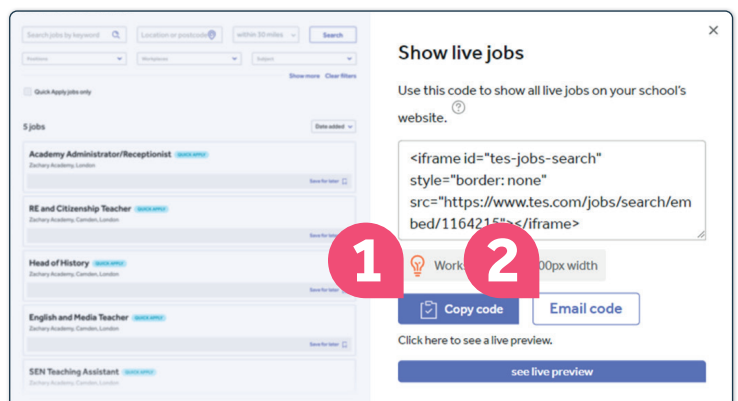 Search jobs by keyword
Location or postcode
within 30 miles
Search
Positions
Workplaces
Subject
Show more Clear filters
Quick Apply jobs only
5 jobs
Date added
Academy Administrator/Receptionist QUICK APPLY
Zachary Academy, London
Save for later
RE and Citizenship Teacher QUICK APPLY
Zachary Academy, Camden, London
Save for later
Head of History QUICK APPLY
Zachary Academy, Camden, London
Save for later
English and Media Teacher QUICK APPLY
Zachary Academy, Camden, London
Save for later
SEN Teaching Assistant QUICK APPLY
Zachary Academy, Camden, London
×
Show live jobs
Use this code to show all live jobs on your school’s
website. ?
<iframe id="tes-jobs-search"
style="border: none"
src="https://www.tes.com/jobs/search/em
bed/1164215"></iframe>
1
2
Work 00px width
Copy code
Email code
Click here to see a live preview.
see live preview